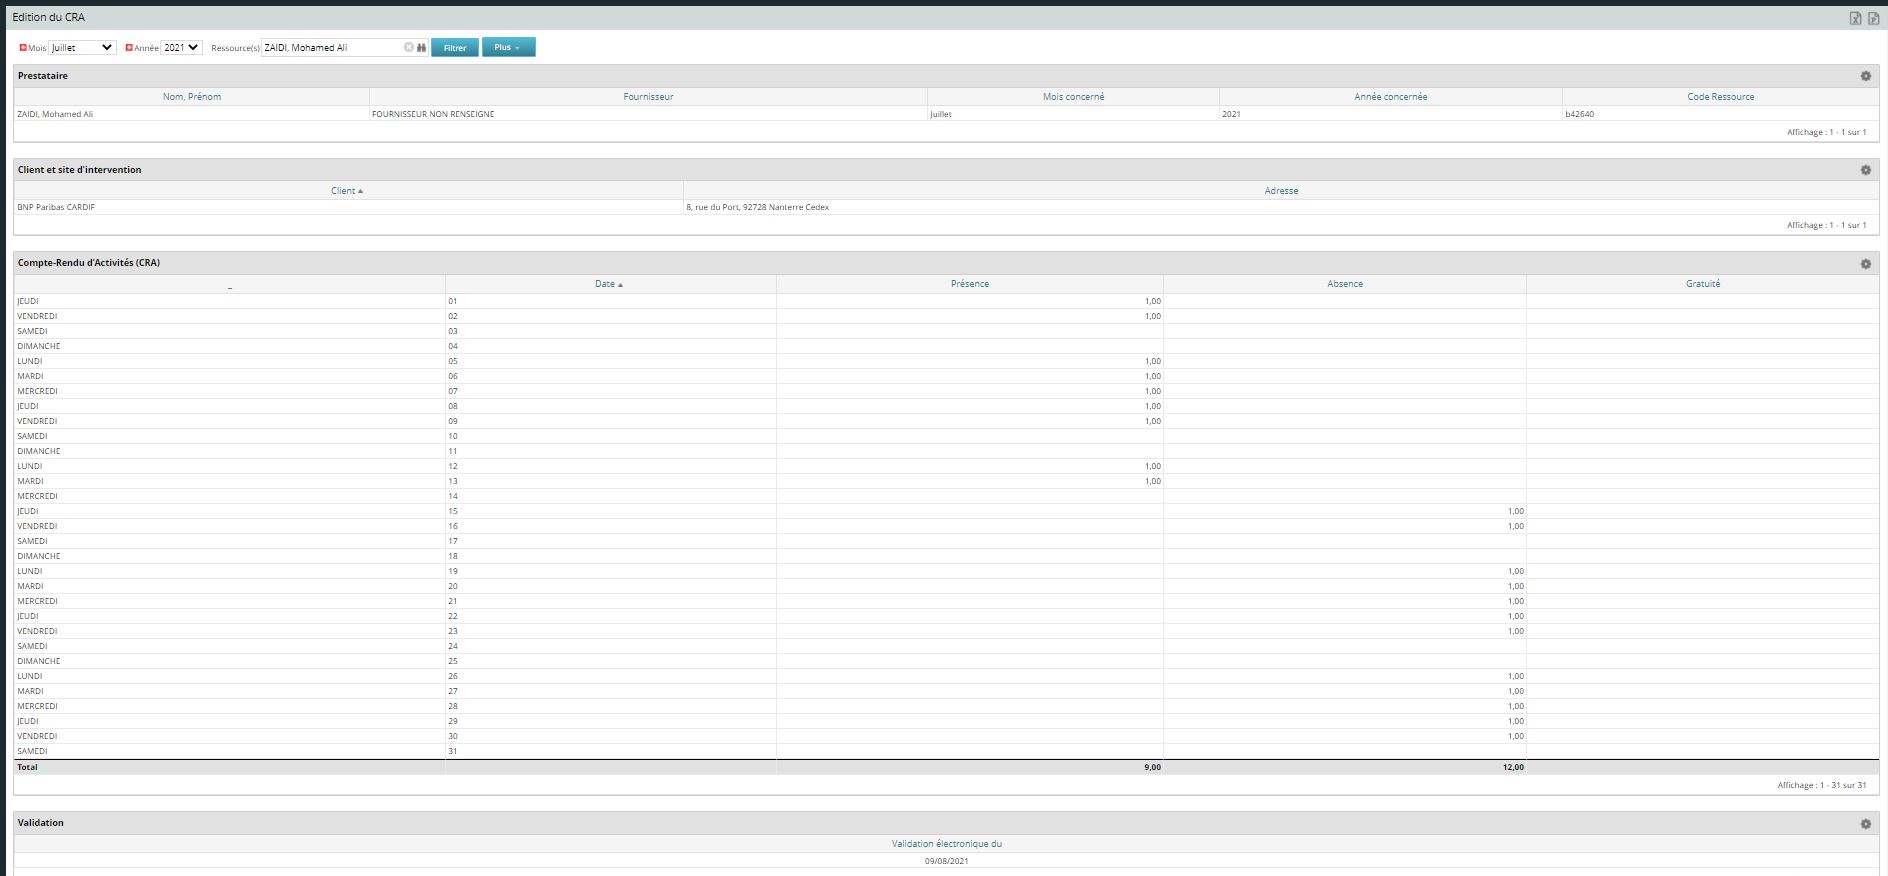 Edition du CRA
Mois Juillet Année 2021 Ressource(s) ZAIDI, Mohamed Ali Filtrer Plus
Prestataire
Nom, Prénom Fournisseur Mois concerné Année concernée Code Ressource
ZAIDI, Mohamed Ali FOURNISSEUR NON RENSEIGNE Juillet 2021 b42640
Affichage : 1 - 1 sur 1
Client et site d'intervention
Client Adresse
BNP Paribas CARDIF 8, rue du Port, 92728 Nanterre Cedex
Affichage : 1 - 1 sur 1
Compte-Rendu d'Activités (CRA)
_ Date Présence Absence Gratuité
JEUDI 01 1,00
VENDREDI 02 1,00
SAMEDI 03
DIMANCHE 04
LUNDI 05 1,00
MARDI 06 1,00
MERCREDI 07 1,00
JEUDI 08 1,00
VENDREDI 09 1,00
SAMEDI 10
DIMANCHE 11
LUNDI 12 1,00
MARDI 13 1,00
MERCREDI 14
JEUDI 15 1,00
VENDREDI 16 1,00
SAMEDI 17
DIMANCHE 18
LUNDI 19 1,00
MARDI 20 1,00
MERCREDI 21 1,00
JEUDI 22 1,00
VENDREDI 23 1,00
SAMEDI 24
DIMANCHE 25
LUNDI 26 1,00
MARDI 27 1,00
MERCREDI 28 1,00
JEUDI 29 1,00
VENDREDI 30 1,00
SAMEDI 31
Total 9,00 12,00
Affichage : 1 - 31 sur 31
Validation
Validation électronique du
09/08/2021